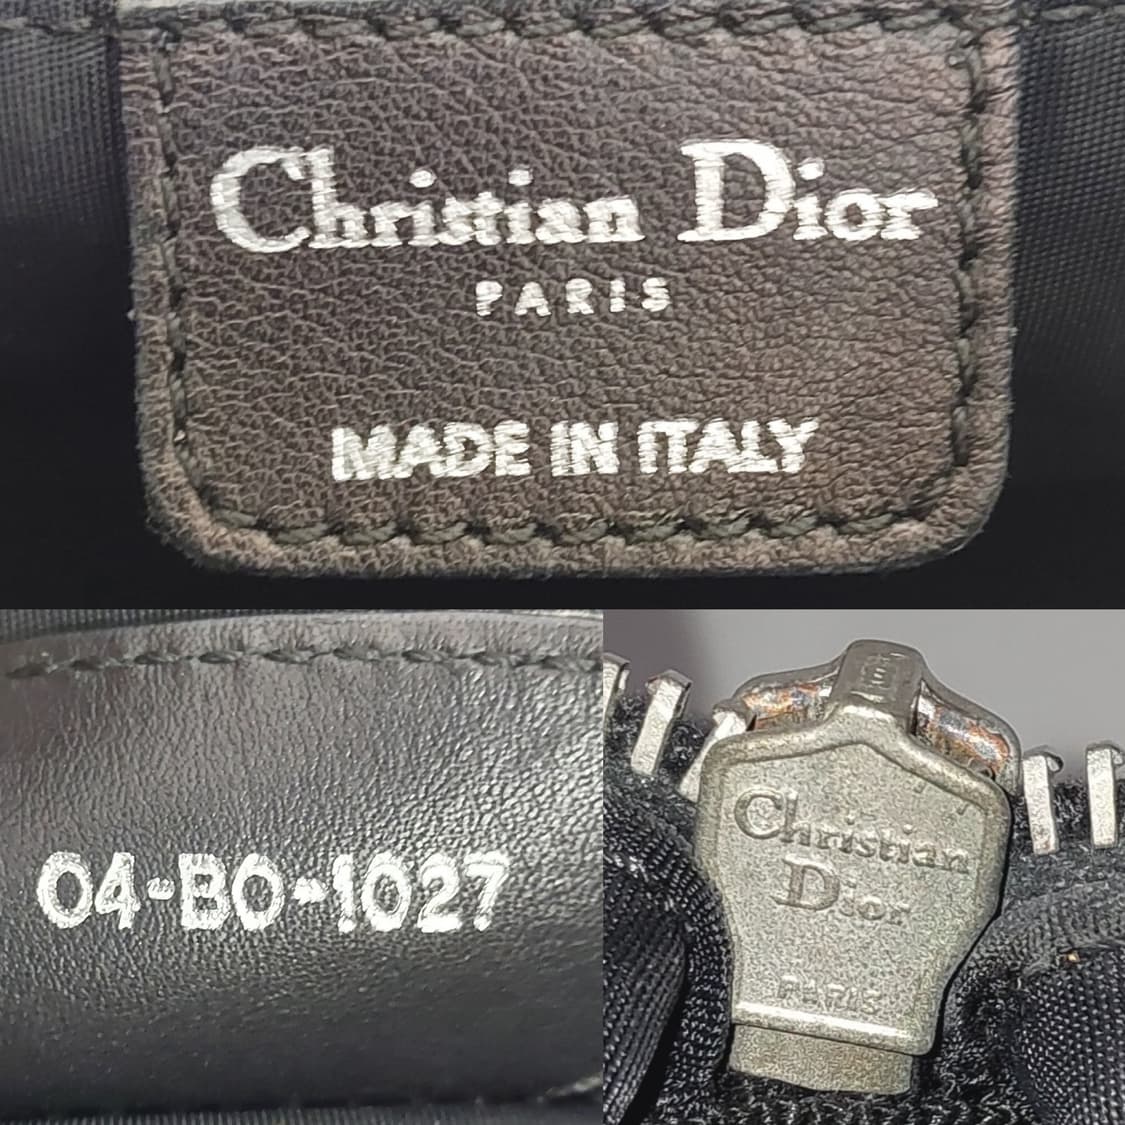 Christian Dior
PARIS
MADE IN ITALY
04-BO-1027
Christian
Dior
PARIS